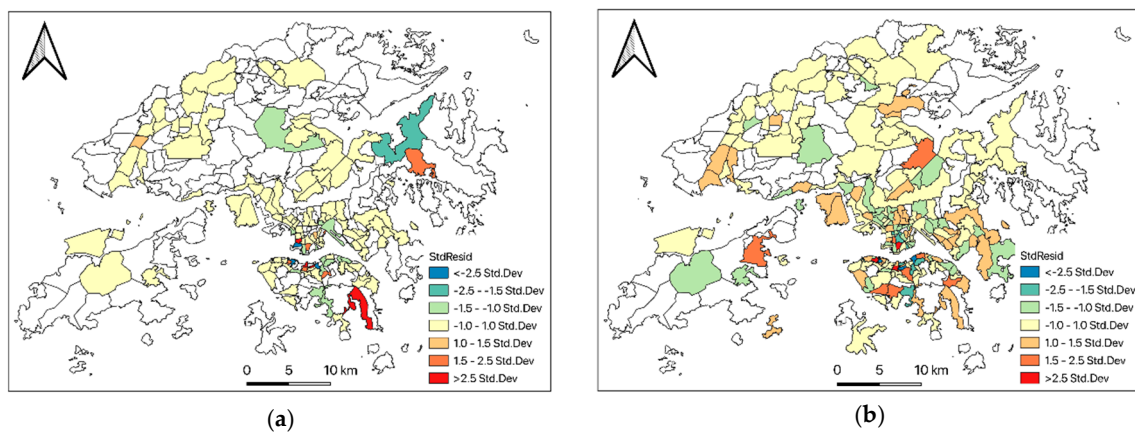 StdResid
<-2.5 Std.Dev
-2.5 - -1.5 Std.Dev
-1.5 - -1.0 Std.Dev
-1.0 - 1.0 Std.Dev
1.0 - 1.5 Std.Dev
1.5 - 2.5 Std.Dev
>2.5 Std.Dev
0 5 10 km
(a)
StdResid
<-2.5 Std.Dev
-2.5 - -1.5 Std.Dev
-1.5 - -1.0 Std.Dev
-1.0 - 1.0 Std.Dev
1.0 - 1.5 Std.Dev
1.5 - 2.5 Std.Dev
>2.5 Std.Dev
0 5 10 km
(b)